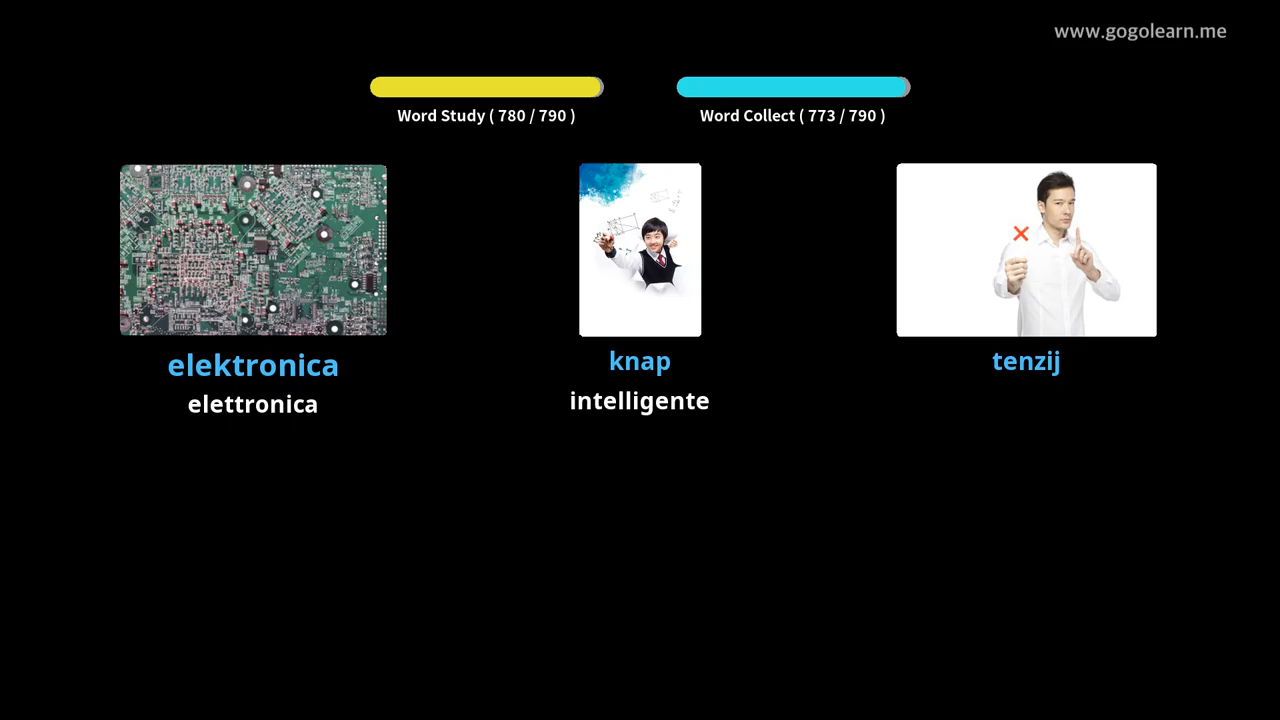 www.gogolearn.me
Word Study ( 780 / 790 )
Word Collect ( 773 / 790 )
elektronica
elettronica
knap
intelligente
tenzij